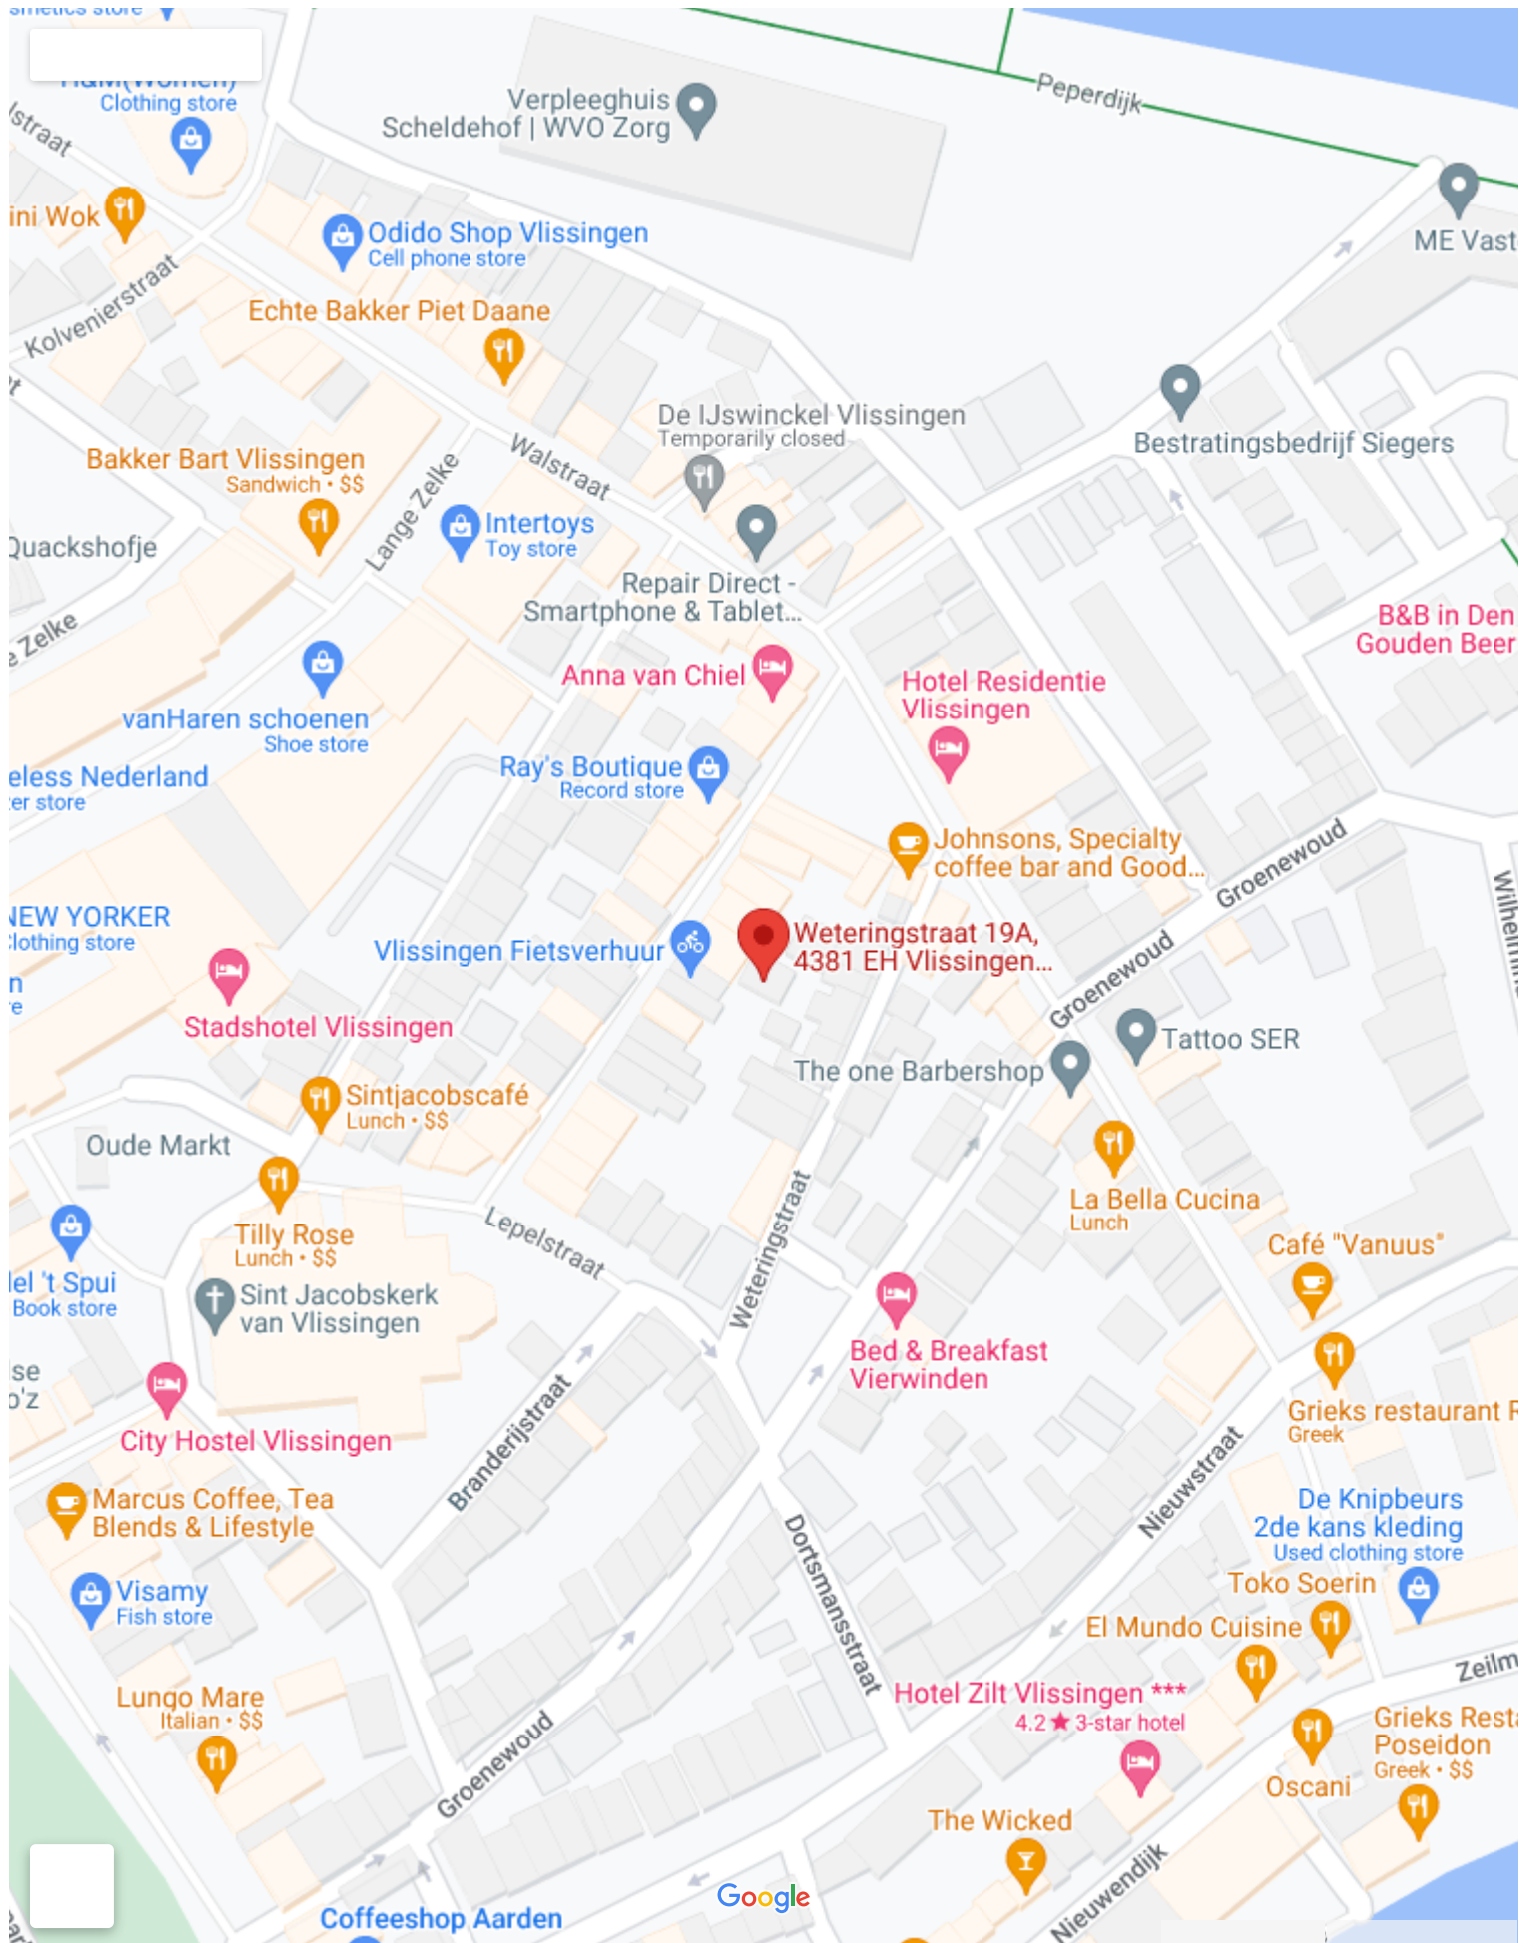 Clothing store
Verpleeghuis
Scheldehof | WVO Zorg
Peperdijk
ini Wok
Odido Shop Vlissingen
Cell phone store
ME Vast
Kolvenierstraat
Echte Bakker Piet Daane
De IJswinckel Vlissingen
Temporarily closed
Bestratingsbedrijf Siegers
Walstraat
Bakker Bart Vlissingen
Sandwich • $$
Lange Zelke
Intertoys
Toy store
Quackshofje
Repair Direct -
Smartphone & Tablet...
B&B in Den
Gouden Beer
e Zelke
Anna van Chiel
Hotel Residentie
Vlissingen
vanHaren schoenen
Shoe store
Ray's Boutique
Record store
eless Nederland
ter store
Johnsons, Specialty
coffee bar and Good...
Groenewoud
NEW YORKER
Clothing store
Vlissingen Fietsverhuur
Weteringstraat 19A,
4381 EH Vlissingen...
Groenewoud
Stadshotel Vlissingen
Tattoo SER
The one Barbershop
Sintjacobscafé
Lunch • $$
Oude Markt
La Bella Cucina
Lunch
Weteringstraat
Lepelstraat
Tilly Rose
Lunch • $$
Café "Vanuus"
del 't Spui
Book store
Sint Jacobskerk
van Vlissingen
Bed & Breakfast
Vierwinden
se
o'z
City Hostel Vlissingen
Branderijstraat
Grieks restaurant R
Greek
Nieuwstraat
Marcus Coffee, Tea
Blends & Lifestyle
De Knipbeurs
2de kans kleding
Used clothing store
Dortsmansstraat
Visamy
Fish store
Toko Soerin
El Mundo Cuisine
Zeilm
Lungo Mare
Italian • $$
Hotel Zilt Vlissingen ***
4.2 ★ 3-star hotel
Grieks Resta
Poseidon
Greek • $$
Groenewoud
Oscani
The Wicked
Nieuwendijk
Google
Coffeeshop Aarden